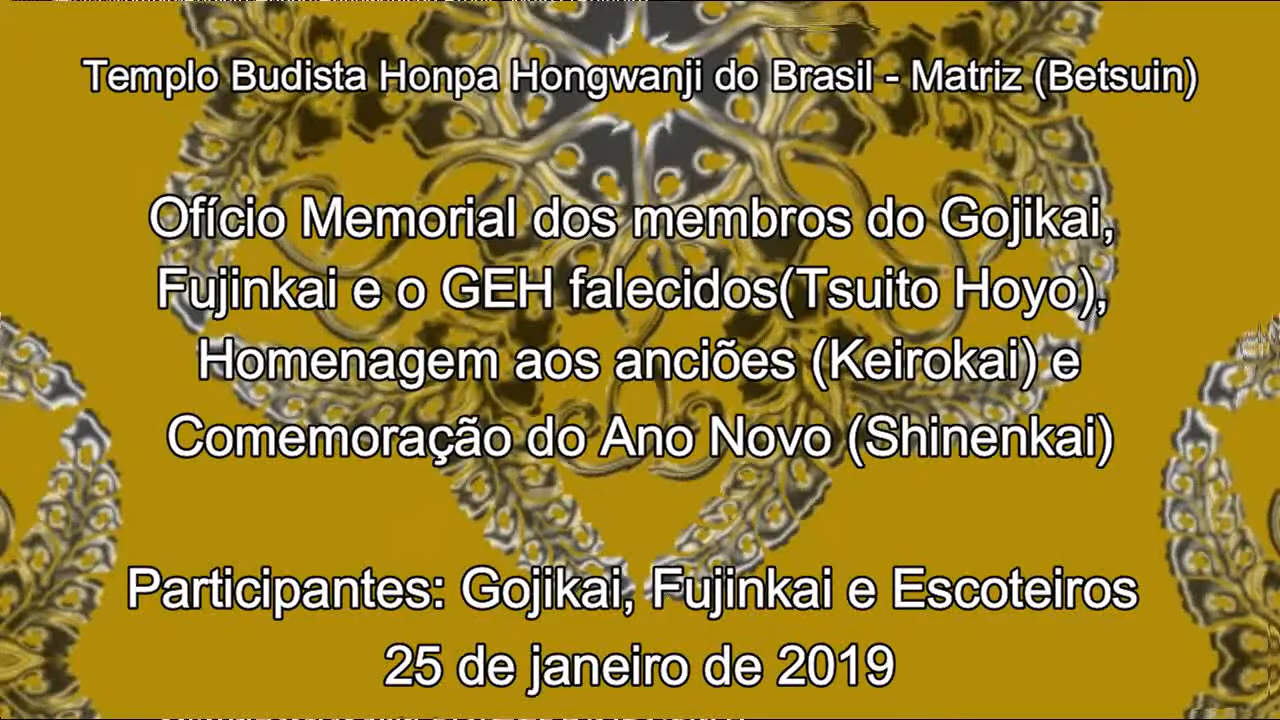 Templo Budista Honpa Hongwanji do Brasil - Matriz (Betsuin)
Ofício Memorial dos membros do Gojikai,
Fujinkai e o GEH falecidos(Tsuito Hoyo),
Homenagem aos anciões (Keirokai) e
Comemoração do Ano Novo (Shinenkai)
Participantes: Gojikai, Fujinkai e Escoteiros
25 de janeiro de 2019